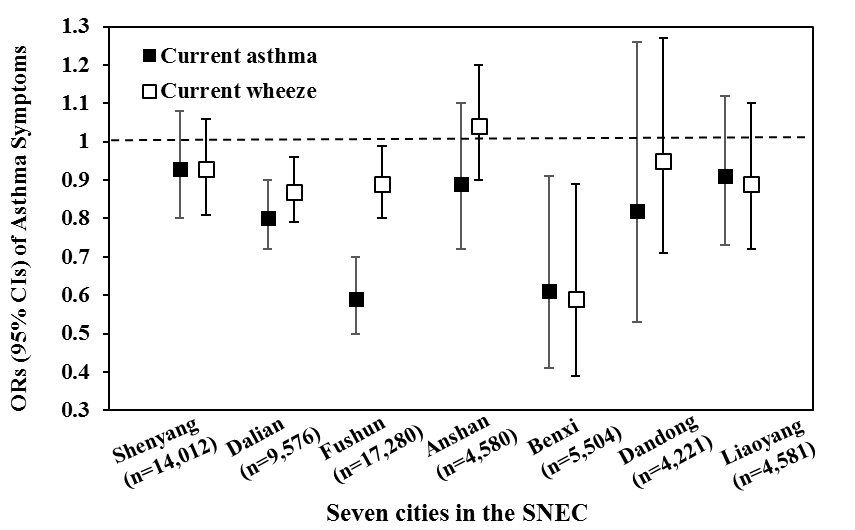 ORs (95% CIs) of Asthma Symptoms
1.3
1.2
1.1
1
0.9
0.8
0.7
0.6
0.5
0.4
0.3
Current asthma
Current wheeze
Shenyang
(n=14,012)
Dalian
(n=9,576)
Fushun
(n=17,280)
Anshan
(n=4,580)
Benxi
(n=5,504)
Dandong
(n=4,221)
Liaoyang
(n=4,581)
Seven cities in the SNEC